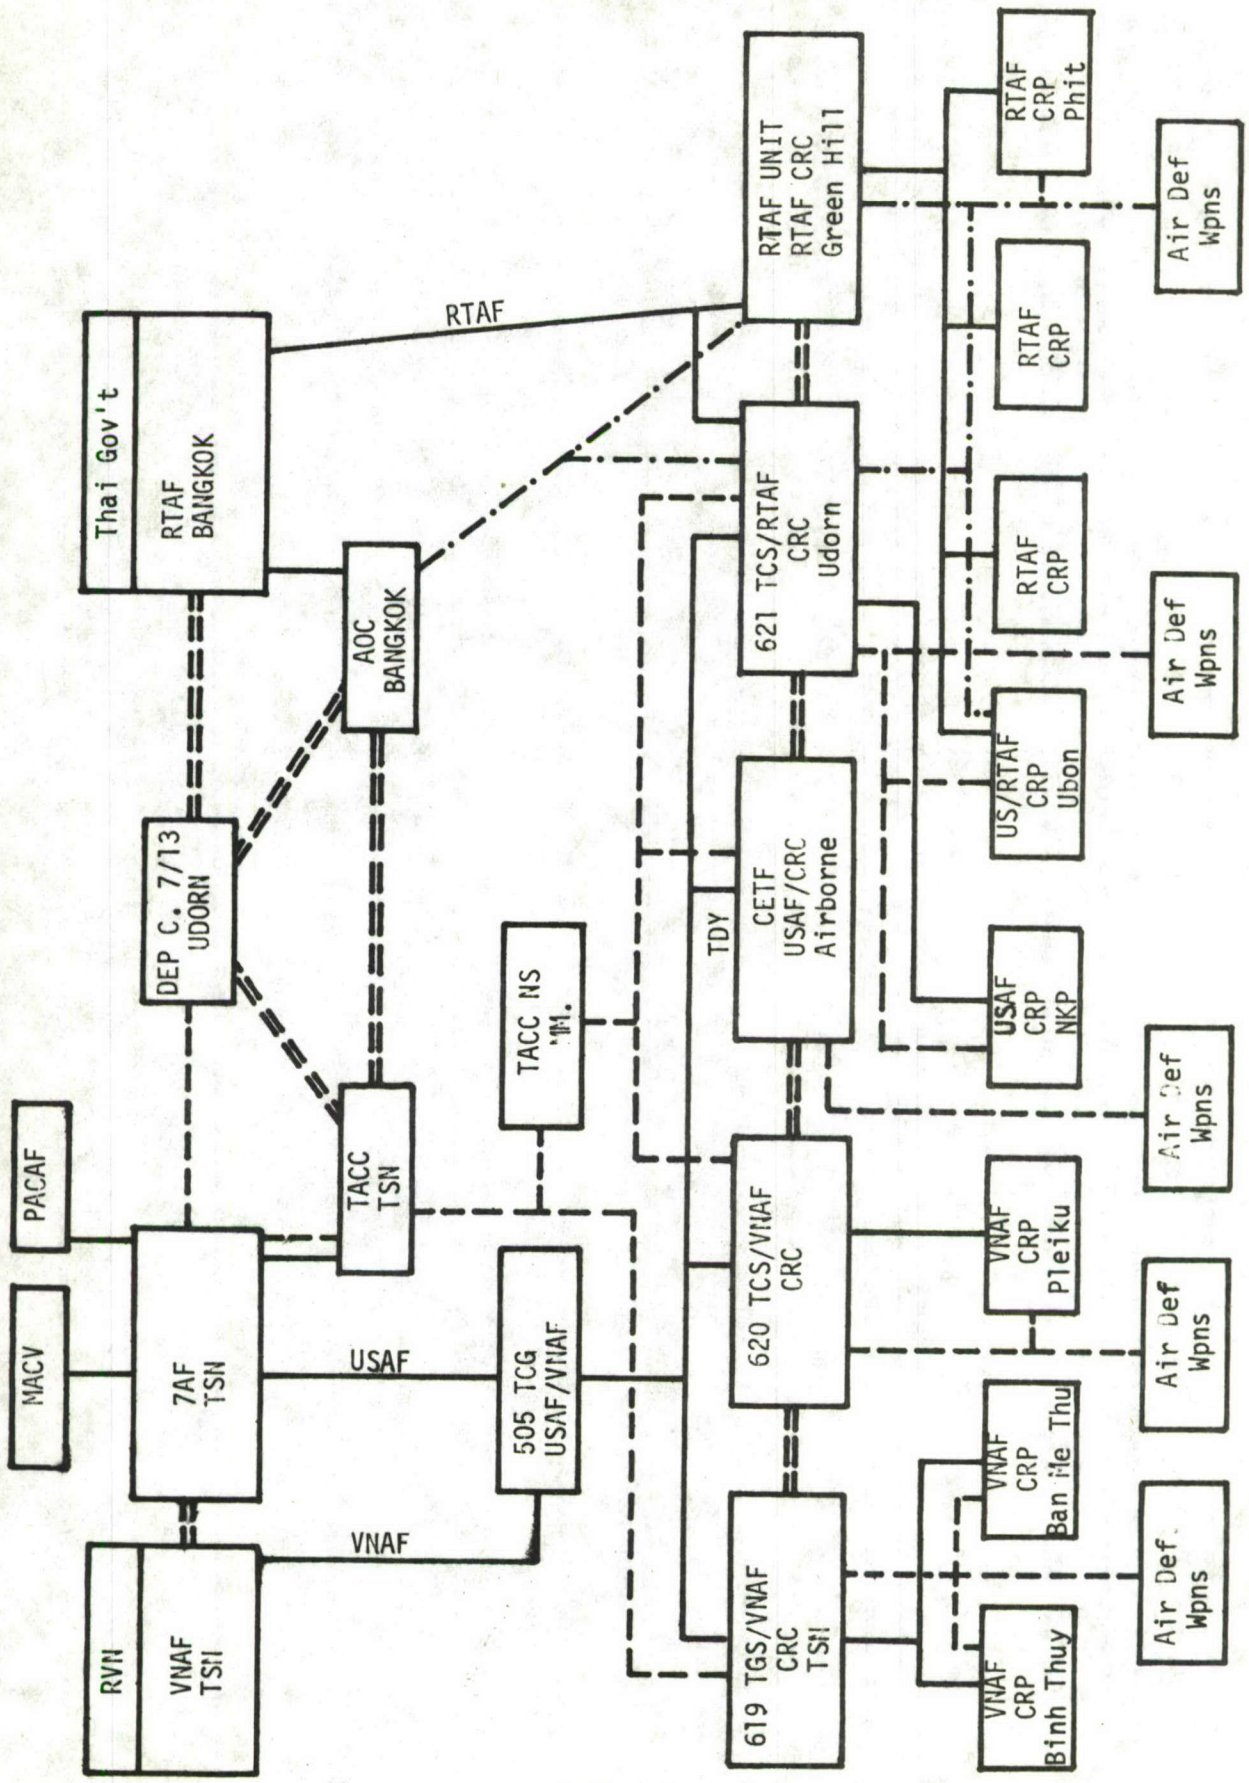 MACV
PACAF
RVN
VNAF
TSN
7AF
TSN
DEP C. 7/13
UDORN
Thai Gov't
RTAF
BANGKOK
TACC
TSN
AOC
BANGKOK
VNAF
USAF
RTAF
505 TCG
USAF/VNAF
TACC NS
MM.
TDY
619 TGS/VNAF
CRC
TSN
620 TCS/VNAF
CRC
CETF
USAF/CRC
Airborne
621 TCS/RTAF
CRC
Udorn
RTAF UNIT
RTAF CRC
Green Hill
VNAF
CRP
Binh Thuy
VNAF
CRP
Ban Me Thu
VNAF
CRP
Pleiku
USAF
CRP
NKP
US/RTAF
CRP
Ubon
RTAF
CRP
RTAF
CRP
RTAF
CRP
Phit
Air Def.
Wpns
Air Def
Wpns
Air Def
Wpns
Air Def
Wpns
Air Def
Wpns